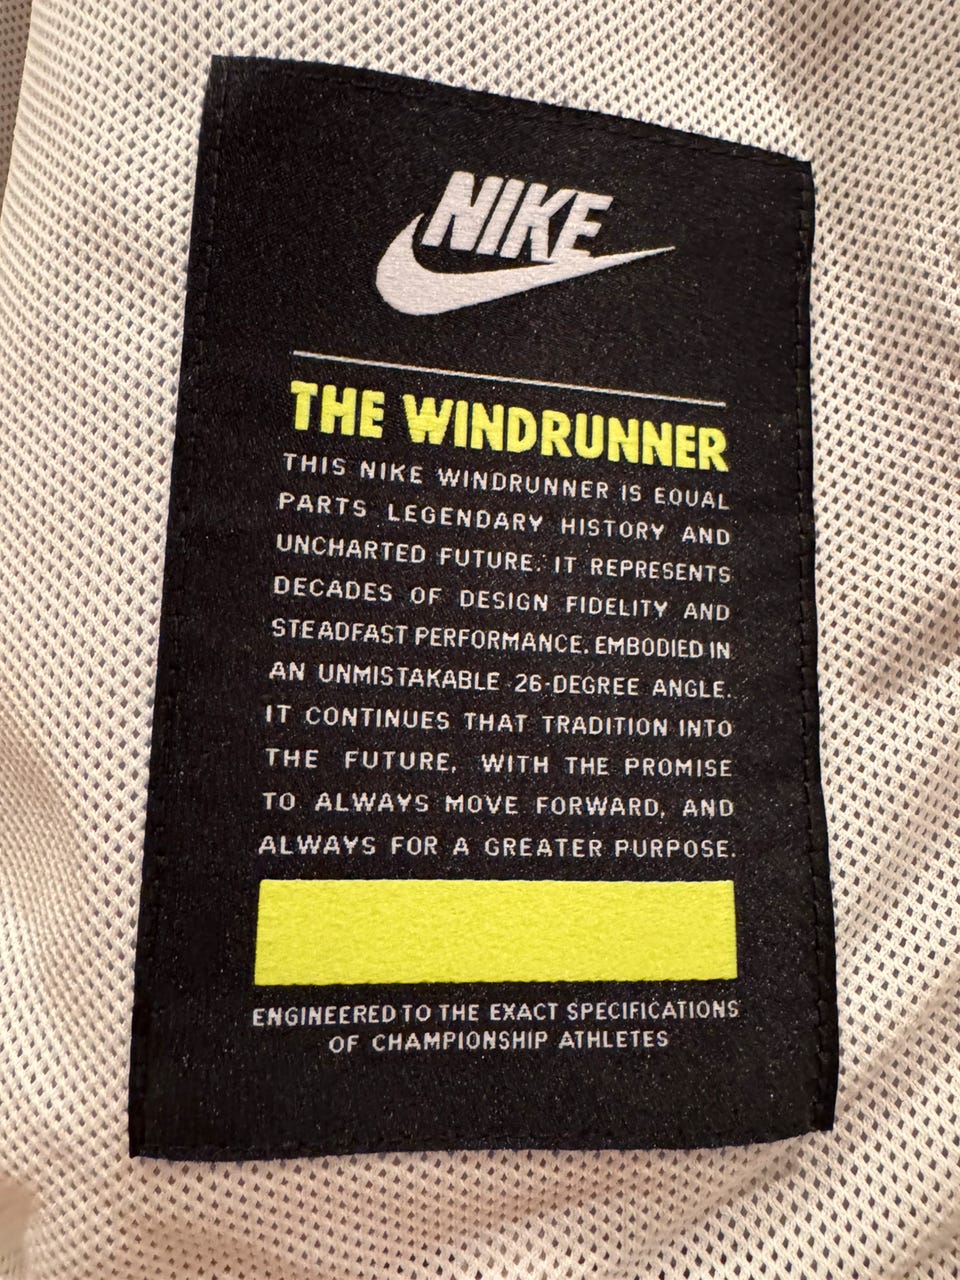 NIKE
THE WINDRUNNER
THIS NIKE WINDRUNNER IS EQUAL
PARTS LEGENDARY HISTORY AND
UNCHARTED FUTURE. IT REPRESENTS
DECADES OF DESIGN FIDELITY AND
STEADFAST PERFORMANCE. EMBODIED IN
AN UNMISTAKABLE 26-DEGREE ANGLE.
IT CONTINUES THAT TRADITION INTO
THE FUTURE, WITH THE PROMISE
TO ALWAYS MOVE FORWARD, AND
ALWAYS FOR A GREATER PURPOSE.
ENGINEERED TO THE EXACT SPECIFICATIONS
OF CHAMPIONSHIP ATHLETES